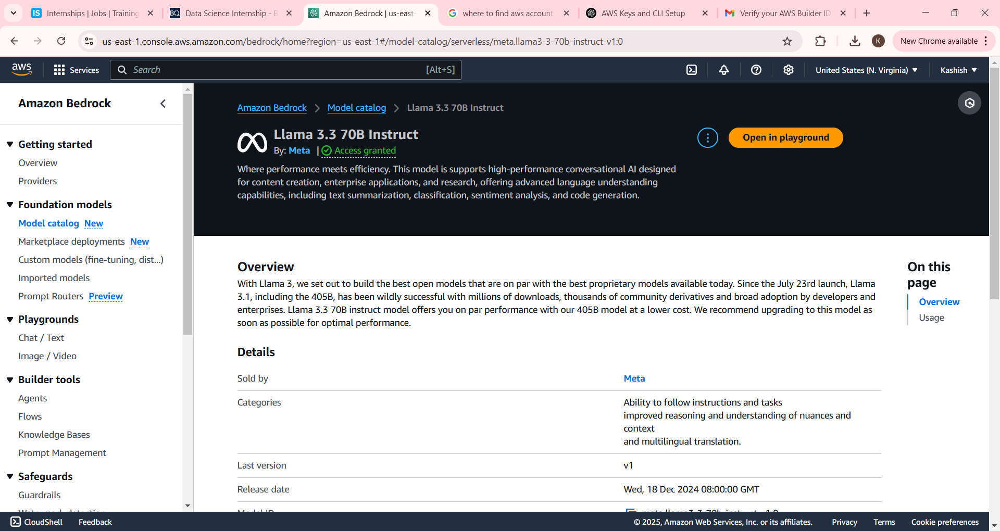 Internships | Jobs | Training
Data Science Internship - B
Amazon Bedrock | us-east-
where to find aws account
AWS Keys and CLI Setup
Verify your AWS Builder ID
us-east-1.console.aws.amazon.com/bedrock/home?region=us-east-1#/model-catalog/serverless/meta.llama3-3-70b-instruct-v1:0
K
New Chrome available
aws
Services
Search
[Alt+S]
United States (N. Virginia)
Kashish
Amazon Bedrock
Getting started
Overview
Providers
Foundation models
Model catalog New
Marketplace deployments New
Custom models (fine-tuning, dist...)
Imported models
Prompt Routers Preview
Playgrounds
Chat / Text
Image / Video
Builder tools
Agents
Flows
Knowledge Bases
Prompt Management
Safeguards
Guardrails
Amazon Bedrock
Model catalog
Llama 3.3 70B Instruct
Llama 3.3 70B Instruct
By: Meta | Access granted
Open in playground
Where performance meets efficiency. This model is supports high-performance conversational AI designed
for content creation, enterprise applications, and research, offering advanced language understanding
capabilities, including text summarization, classification, sentiment analysis, and code generation.
Overview
With Llama 3, we set out to build the best open models that are on par with the best proprietary models available today. Since the July 23rd launch, Llama
3.1, including the 405B, has been wildly successful with millions of downloads, thousands of community derivatives and broad adoption by developers and
enterprises. Llama 3.3 70B instruct model offers you on par performance with our 405B model at a lower cost. We recommend upgrading to this model as
soon as possible for optimal performance.
Details
Sold by
Meta
Categories
Ability to follow instructions and tasks
improved reasoning and understanding of nuances and
context
and multilingual translation.
Last version
v1
Release date
Wed, 18 Dec 2024 08:00:00 GMT
Model ID
On this
page
Overview
Usage
CloudShell
Feedback
© 2025, Amazon Web Services, Inc. or its affiliates.
Privacy
Terms
Cookie preferences